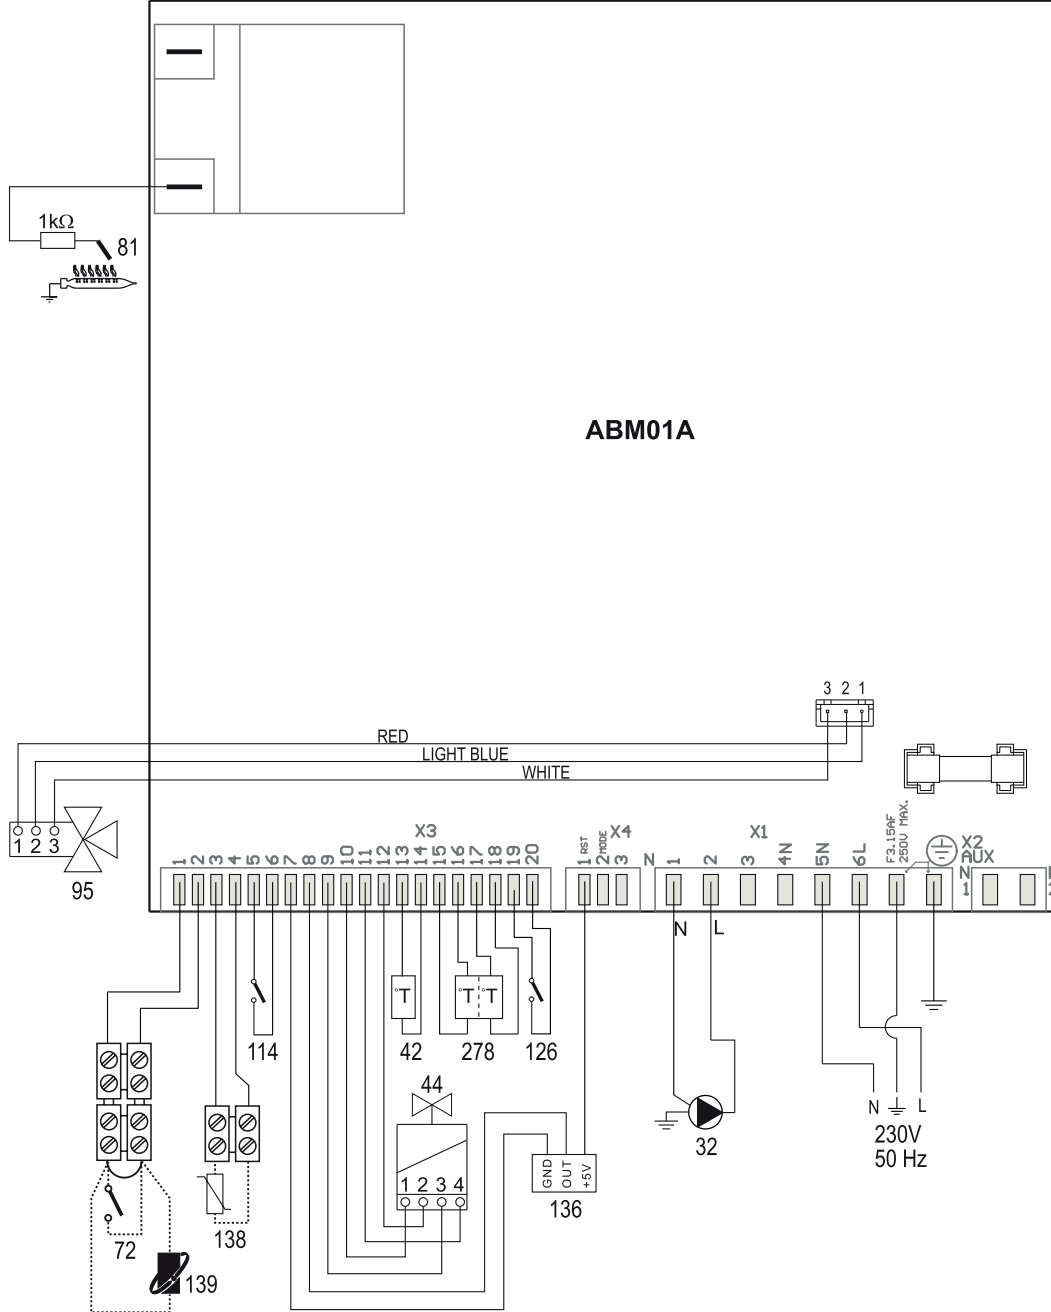 1kΩ
81
ABM01A
3 2 1
RED
LIGHT BLUE
WHITE
1 2 3
95
X3
1 2 3 4 5 6 7 8 9 10 11 12 13 14 15 16 17 18 19 20
X4
1 RST
2 MODE
3
N
X1
1 2 3 4N 5N 6L
F3.15AF
250V MAX.
X2
AUX
N
1
N L
114
42
278
126
°T
°T °T
44
1 2 3 4
GND
OUT
+5V
136
32
N L
230V
50 Hz
72
138
139